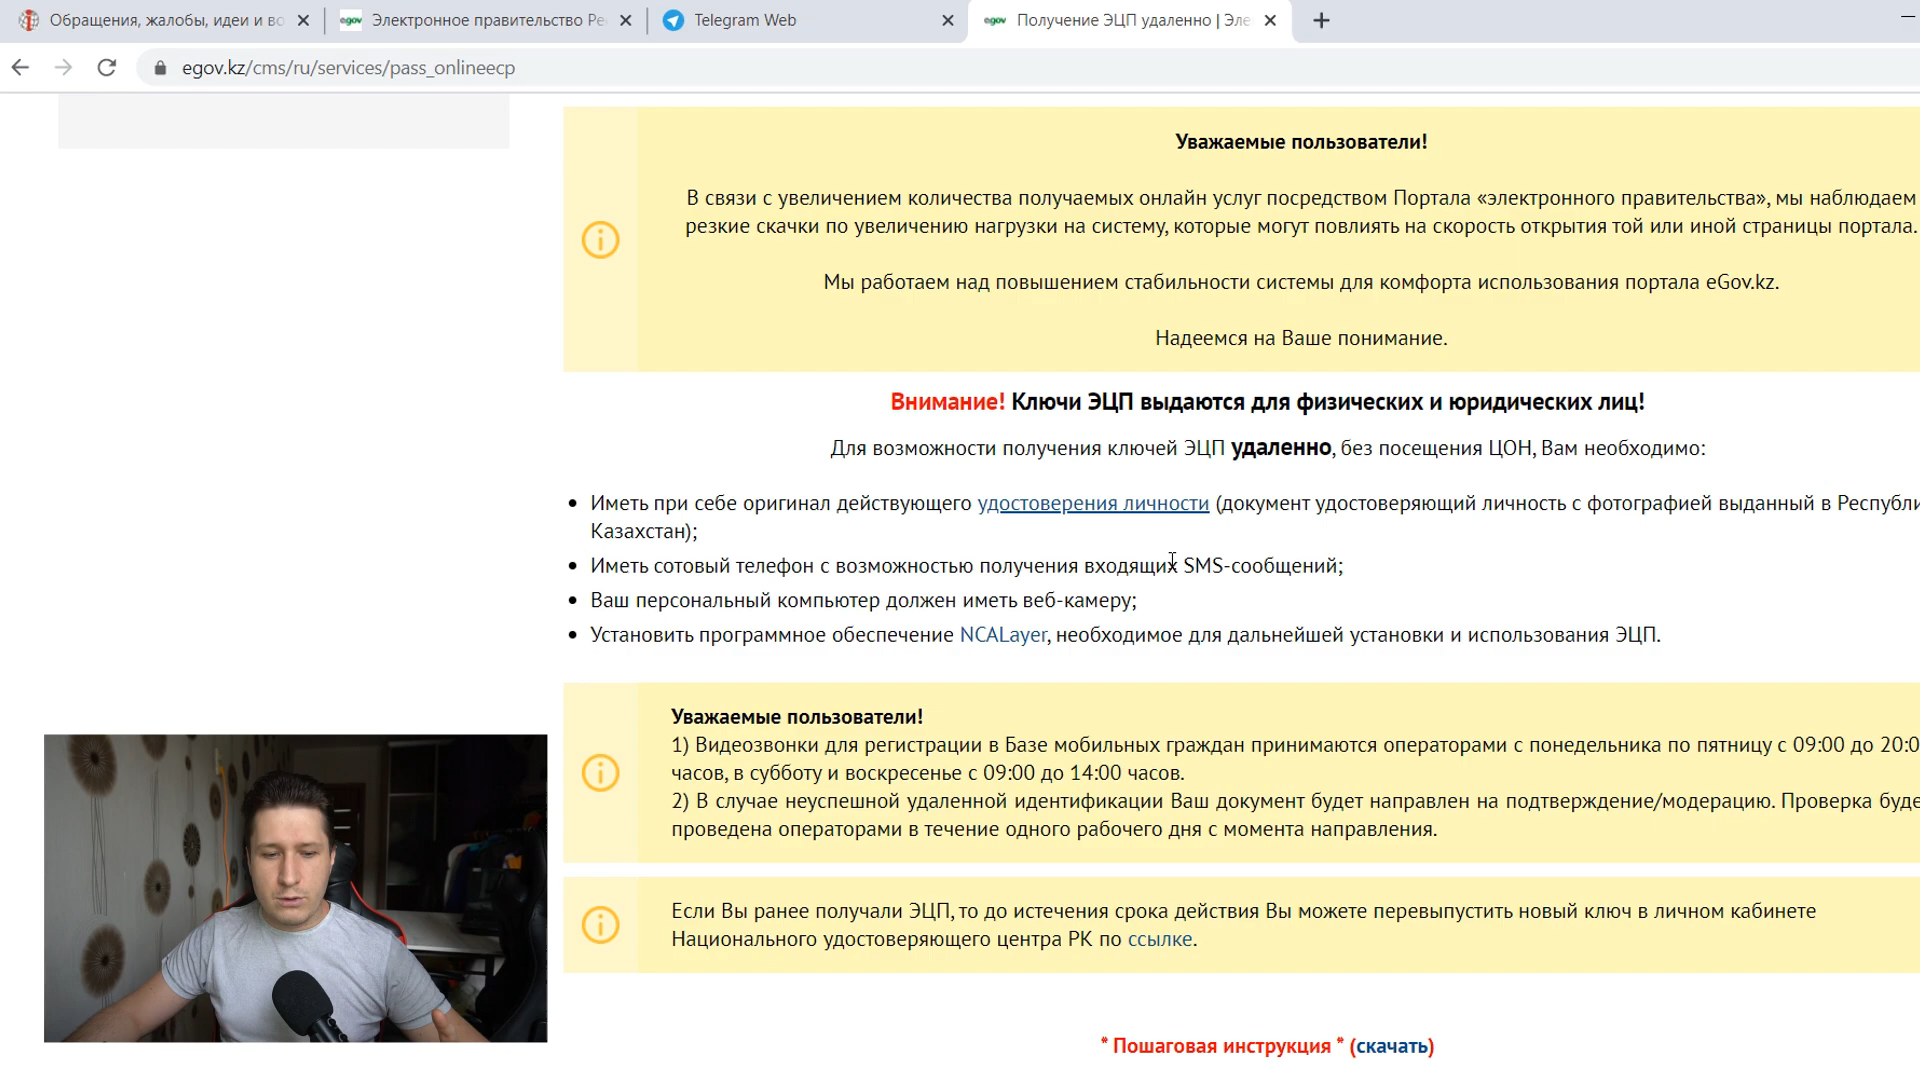 Обращения, жалобы, идеи и во
Электронное правительство Ре
Telegram Web
Получение ЭЦП удаленно | Эле
egov.kz/cms/ru/services/pass_onlineecp
Уважаемые пользователи!
В связи с увеличением количества получаемых онлайн услуг посредством Портала «электронного правительства», мы наблюдаем
резкие скачки по увеличению нагрузки на систему, которые могут повлиять на скорость открытия той или иной страницы портала.
Мы работаем над повышением стабильности системы для комфорта использования портала eGov.kz.
Надеемся на Ваше понимание.
Внимание! Ключи ЭЦП выдаются для физических и юридических лиц!
Для возможности получения ключей ЭЦП удаленно, без посещения ЦОН, Вам необходимо:
Иметь при себе оригинал действующего удостоверения личности (документ удостоверяющий личность с фотографией выданный в Республи
Казахстан);
Иметь сотовый телефон с возможностью получения входящих SMS-сообщений;
Ваш персональный компьютер должен иметь веб-камеру;
Установить программное обеспечение NCALayer, необходимое для дальнейшей установки и использования ЭЦП.
Уважаемые пользователи!
1) Видеозвонки для регистрации в Базе мобильных граждан принимаются операторами с понедельника по пятницу с 09:00 до 20:0
часов, в субботу и воскресенье с 09:00 до 14:00 часов.
2) В случае неуспешной удаленной идентификации Ваш документ будет направлен на подтверждение/модерацию. Проверка буде
проведена операторами в течение одного рабочего дня с момента направления.
Если Вы ранее получали ЭЦП, то до истечения срока действия Вы можете перевыпустить новый ключ в личном кабинете
Национального удостоверяющего центра РК по ссылке.
* Пошаговая инструкция * (скачать)